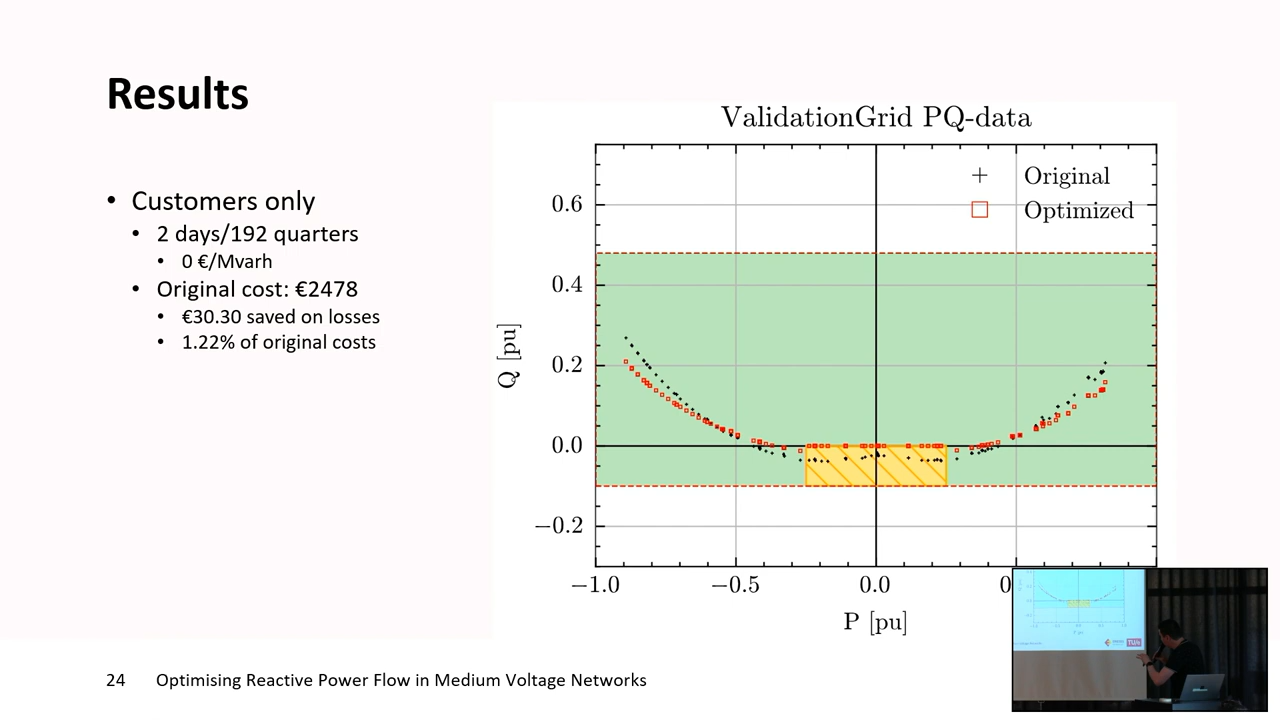 Results
• Customers only
• 2 days/192 quarters
• 0 €/Mvarh
• Original cost: €2478
• €30.30 saved on losses
• 1.22% of original costs
ValidationGrid PQ-data
Original
Optimized
0.6
0.4
0.2
0.0
−0.2
Q [pu]
−1.0 −0.5 0.0
P [pu]
24 Optimising Reactive Power Flow in Medium Voltage Networks